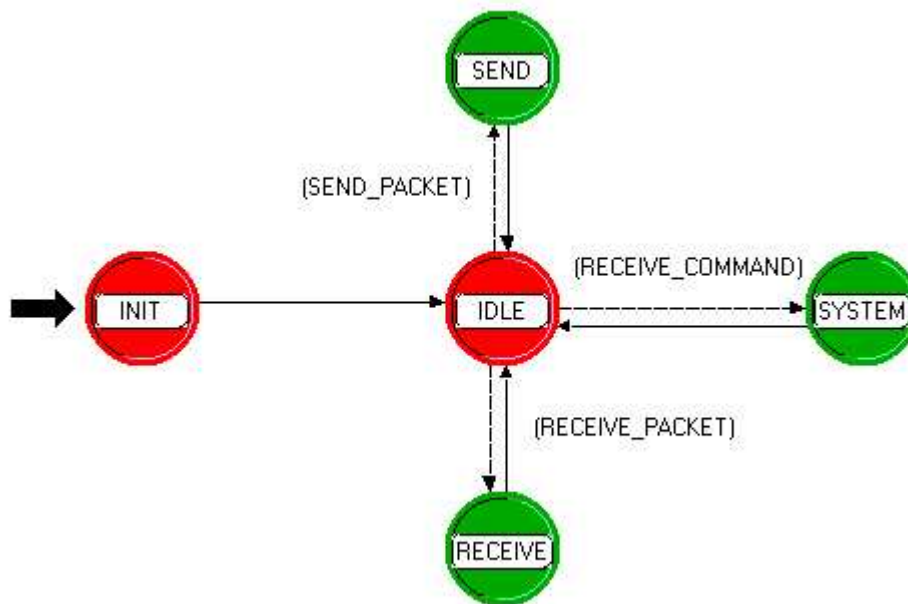 SEND
(SEND_PACKET)
(RECEIVE_COMMAND)
INIT
IDLE
SYSTEM
(RECEIVE_PACKET)
RECEIVE